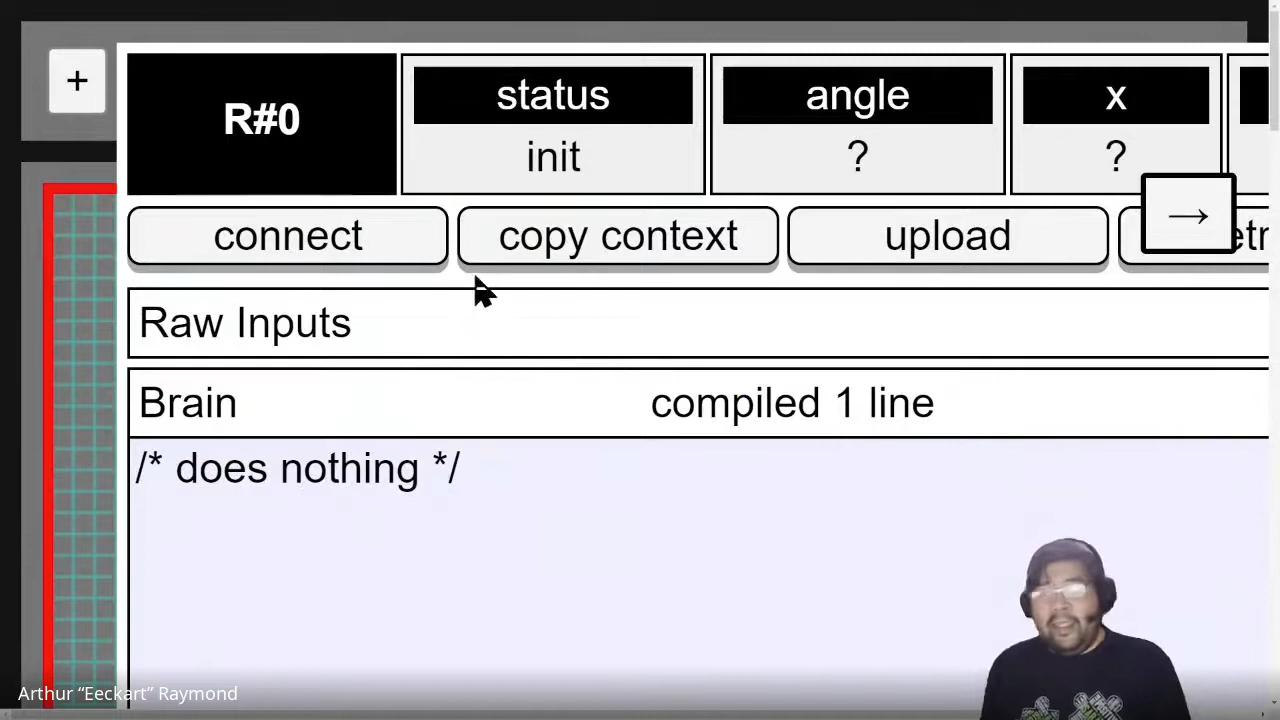 +
R#0
status
angle
x
init
?
?
→
connect
copy context
upload
etr
Raw Inputs
Brain
compiled 1 line
/* does nothing */
Arthur “Eeckart” Raymond